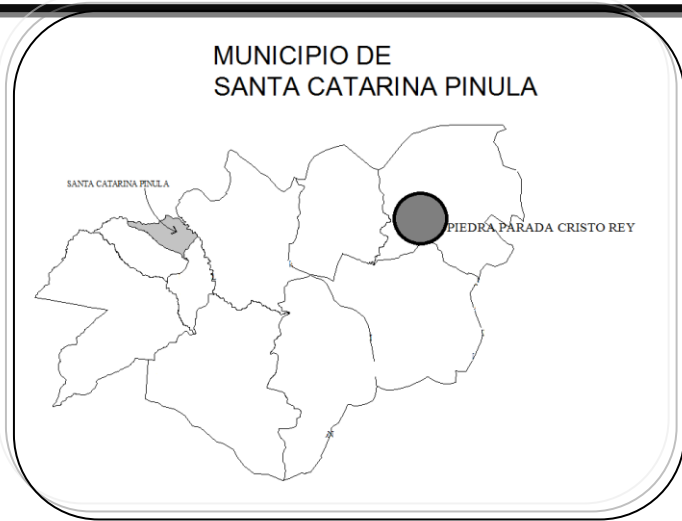 MUNICIPIO DE
SANTA CATARINA PINULA
SANTA CATARINA PINULA
PIEDRA PARADA CRISTO REY